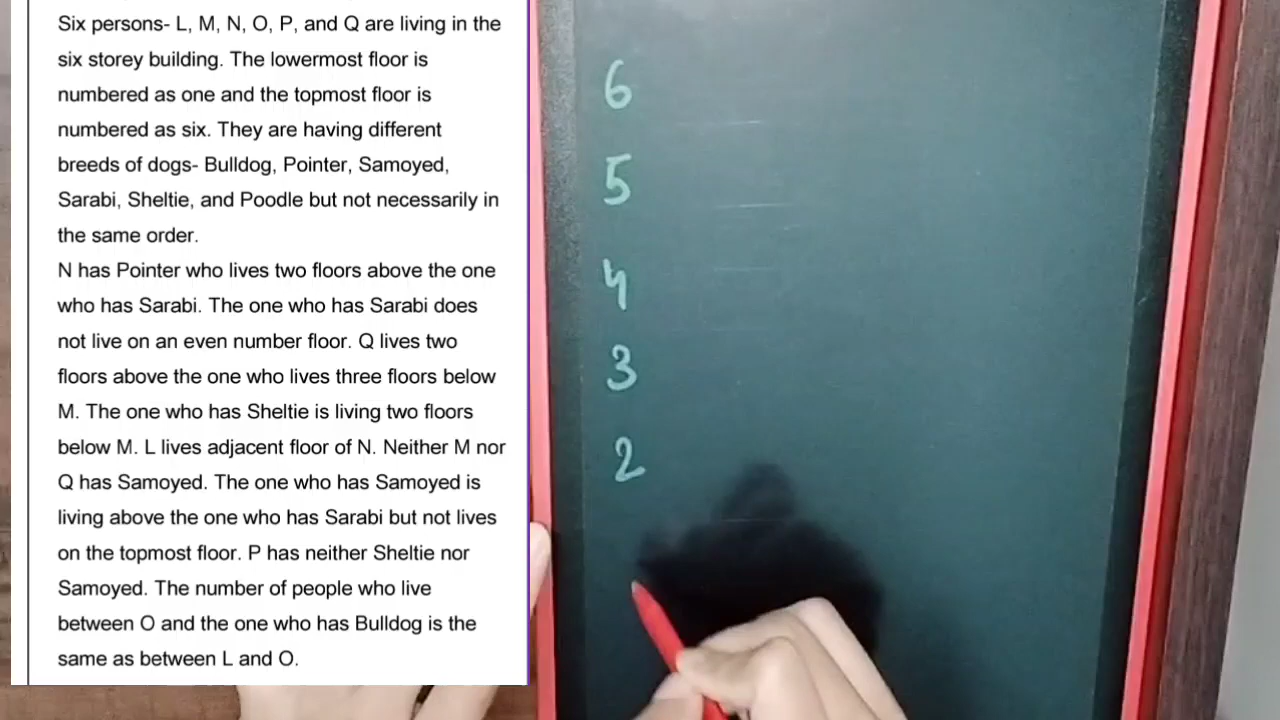 Six persons- L, M, N, O, P, and Q are living in the
six storey building. The lowermost floor is
numbered as one and the topmost floor is
numbered as six. They are having different
breeds of dogs- Bulldog, Pointer, Samoyed,
Sarabi, Sheltie, and Poodle but not necessarily in
the same order.
N has Pointer who lives two floors above the one
who has Sarabi. The one who has Sarabi does
not live on an even number floor. Q lives two
floors above the one who lives three floors below
M. The one who has Sheltie is living two floors
below M. L lives adjacent floor of N. Neither M nor
Q has Samoyed. The one who has Samoyed is
living above the one who has Sarabi but not lives
on the topmost floor. P has neither Sheltie nor
Samoyed. The number of people who live
between O and the one who has Bulldog is the
same as between L and O.
6
5
4
3
2